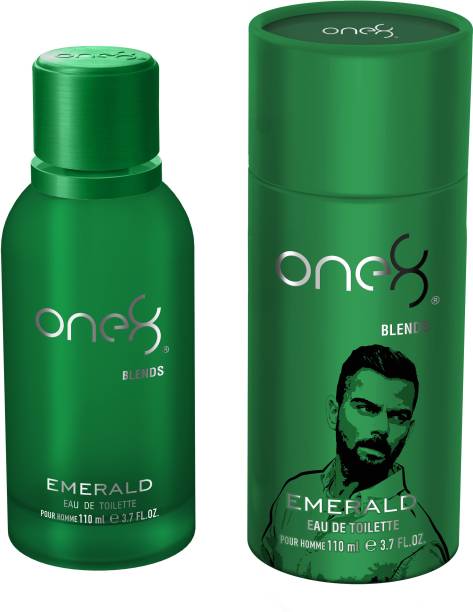 one8
one8
®
BLENDS
EMERALD
EAU DE TOILETTE
POUR HOMME 110 ml ℮ 3.7 FL.OZ.
one8
®
BLENDS
EMERALD
EAU DE TOILETTE
POUR HOMME 110 ml ℮ 3.7 FL.OZ.